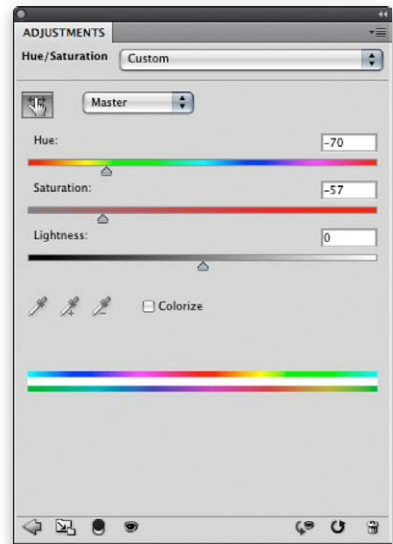 ADJUSTMENTS
Hue/Saturation Custom
Master
Hue: -70
Saturation: -57
Lightness: 0
Colorize